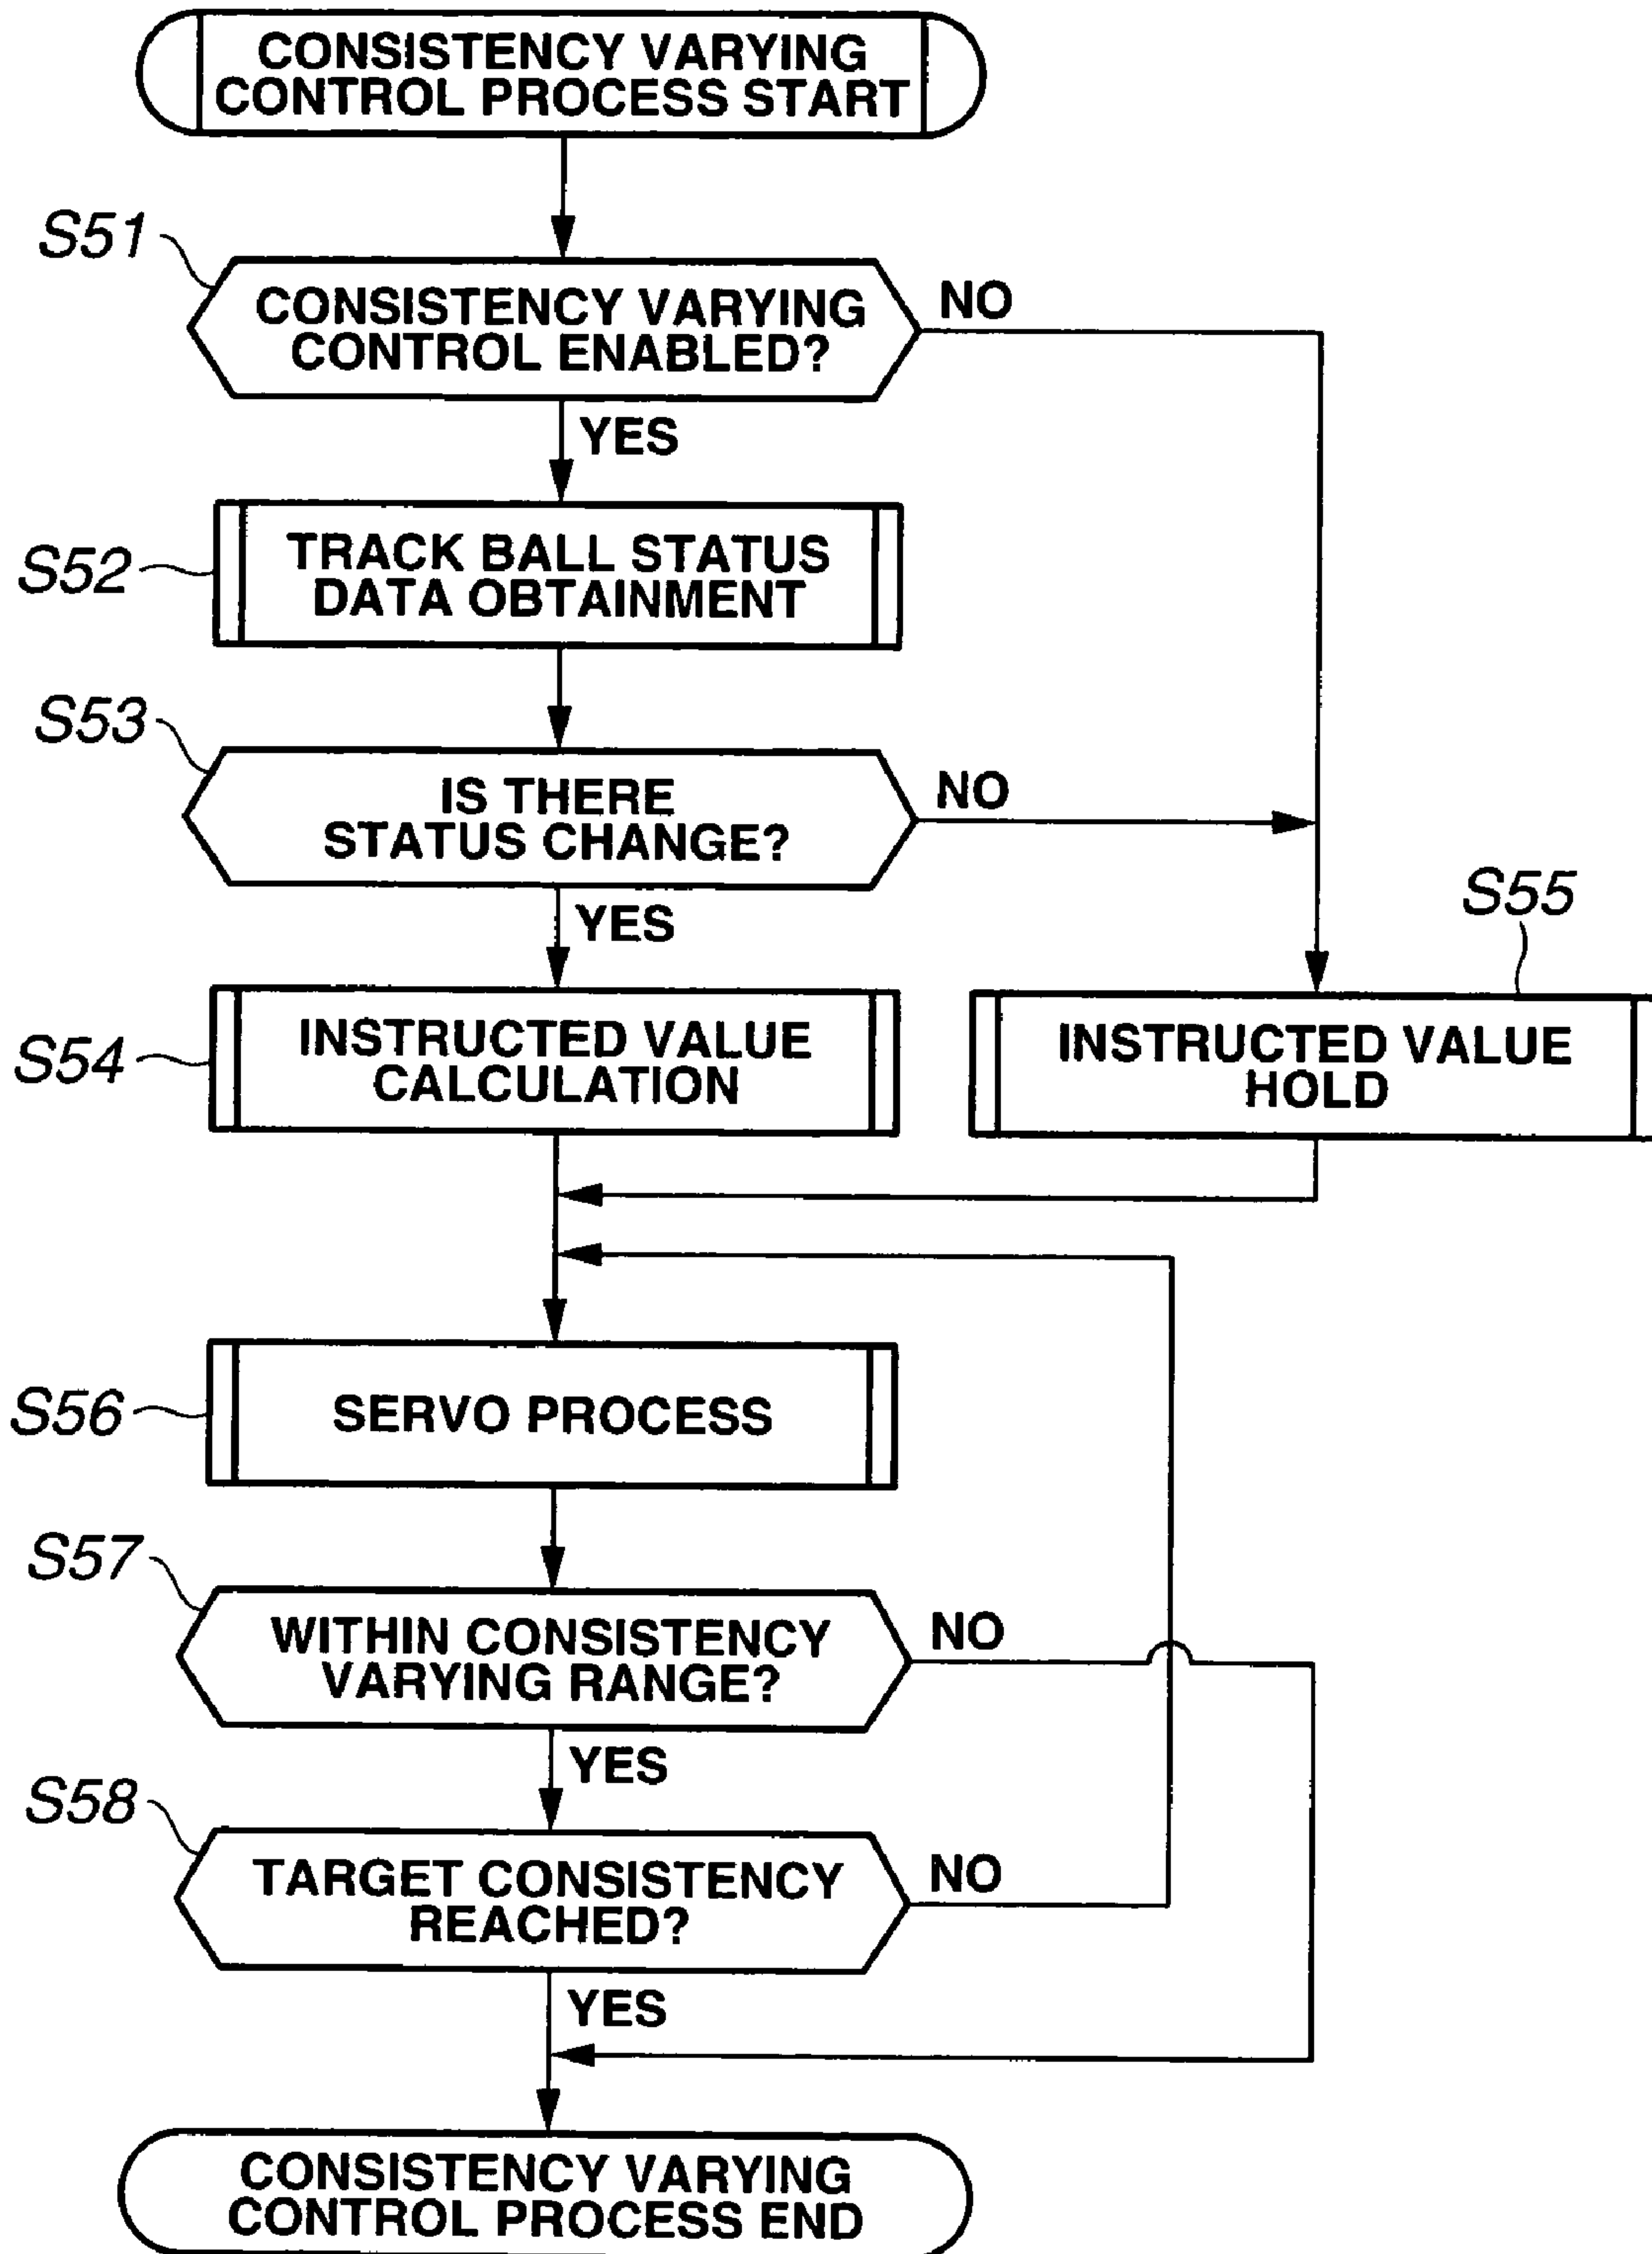 CONSISTENCY VARYING
CONTROL PROCESS START
S51
CONSISTENCY VARYING
CONTROL ENABLED?
NO
YES
S52
TRACK BALL STATUS
DATA OBTAINMENT
S53
IS THERE
STATUS CHANGE?
NO
YES
S55
S54
INSTRUCTED VALUE
CALCULATION
INSTRUCTED VALUE
HOLD
S56
SERVO PROCESS
S57
WITHIN CONSISTENCY
VARYING RANGE?
NO
YES
S58
TARGET CONSISTENCY
REACHED?
NO
YES
CONSISTENCY VARYING
CONTROL PROCESS END